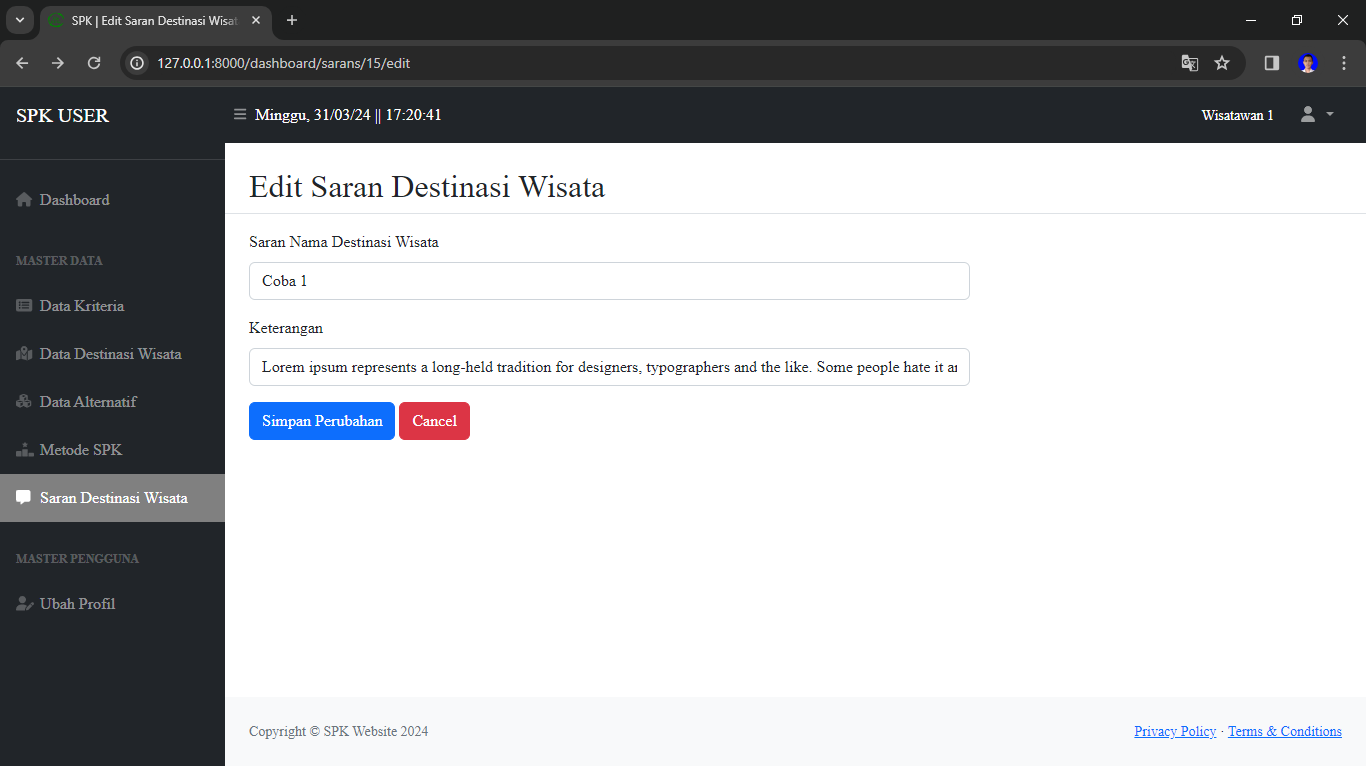 SPK | Edit Saran Destinasi Wisat
127.0.0.1:8000/dashboard/sarans/15/edit
SPK USER
Minggu, 31/03/24 || 17:20:41
Wisatawan 1
Dashboard
MASTER DATA
Data Kriteria
Data Destinasi Wisata
Data Alternatif
Metode SPK
Saran Destinasi Wisata
MASTER PENGGUNA
Ubah Profil
Edit Saran Destinasi Wisata
Saran Nama Destinasi Wisata
Coba 1
Keterangan
Lorem ipsum represents a long-held tradition for designers, typographers and the like. Some people hate it ar
Simpan Perubahan
Cancel
Copyright © SPK Website 2024
Privacy Policy · Terms & Conditions